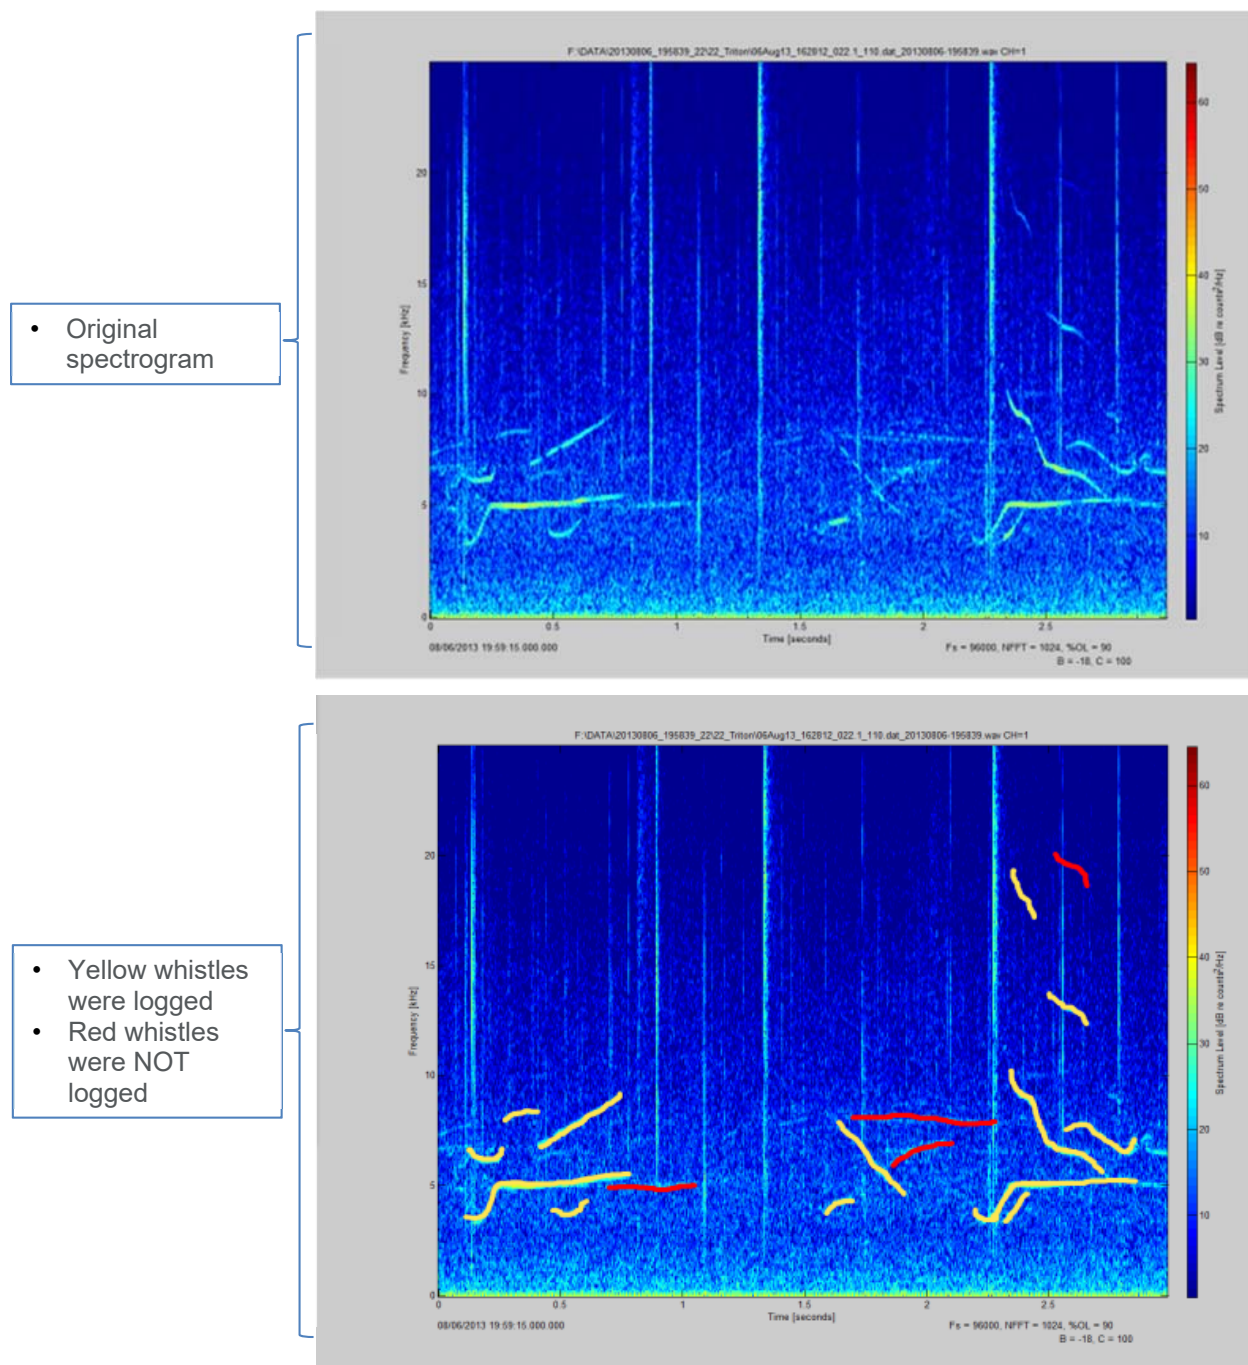 F:\DATA\20130806_195839_22\22_Triton\06Aug13_162812_022.1_110.dat_20130806-195839.wav CH=1
60
50
40
30
20
10
Spectrum Level [dB re counts²/Hz]
20
15
10
5
0
Frequency [kHz]
• Original
spectrogram
0 0.5 1 1.5 2 2.5
Time [seconds]
08/06/2013 19:59:15.000.000
Fs = 96000, NFFT = 1024, %OL = 90
B = -18, C = 100
F:\DATA\20130806_195839_22\22_Triton\06Aug13_162812_022.1_110.dat_20130806-195839.wav CH=1
60
50
40
30
20
10
Spectrum Level [dB re counts²/Hz]
20
15
10
5
0
Frequency [kHz]
• Yellow whistles
were logged
• Red whistles
were NOT
logged
0 0.5 1 1.5 2 2.5
Time [seconds]
08/06/2013 19:59:15.000.000
Fs = 96000, NFFT = 1024, %OL = 90
B = -18, C = 100